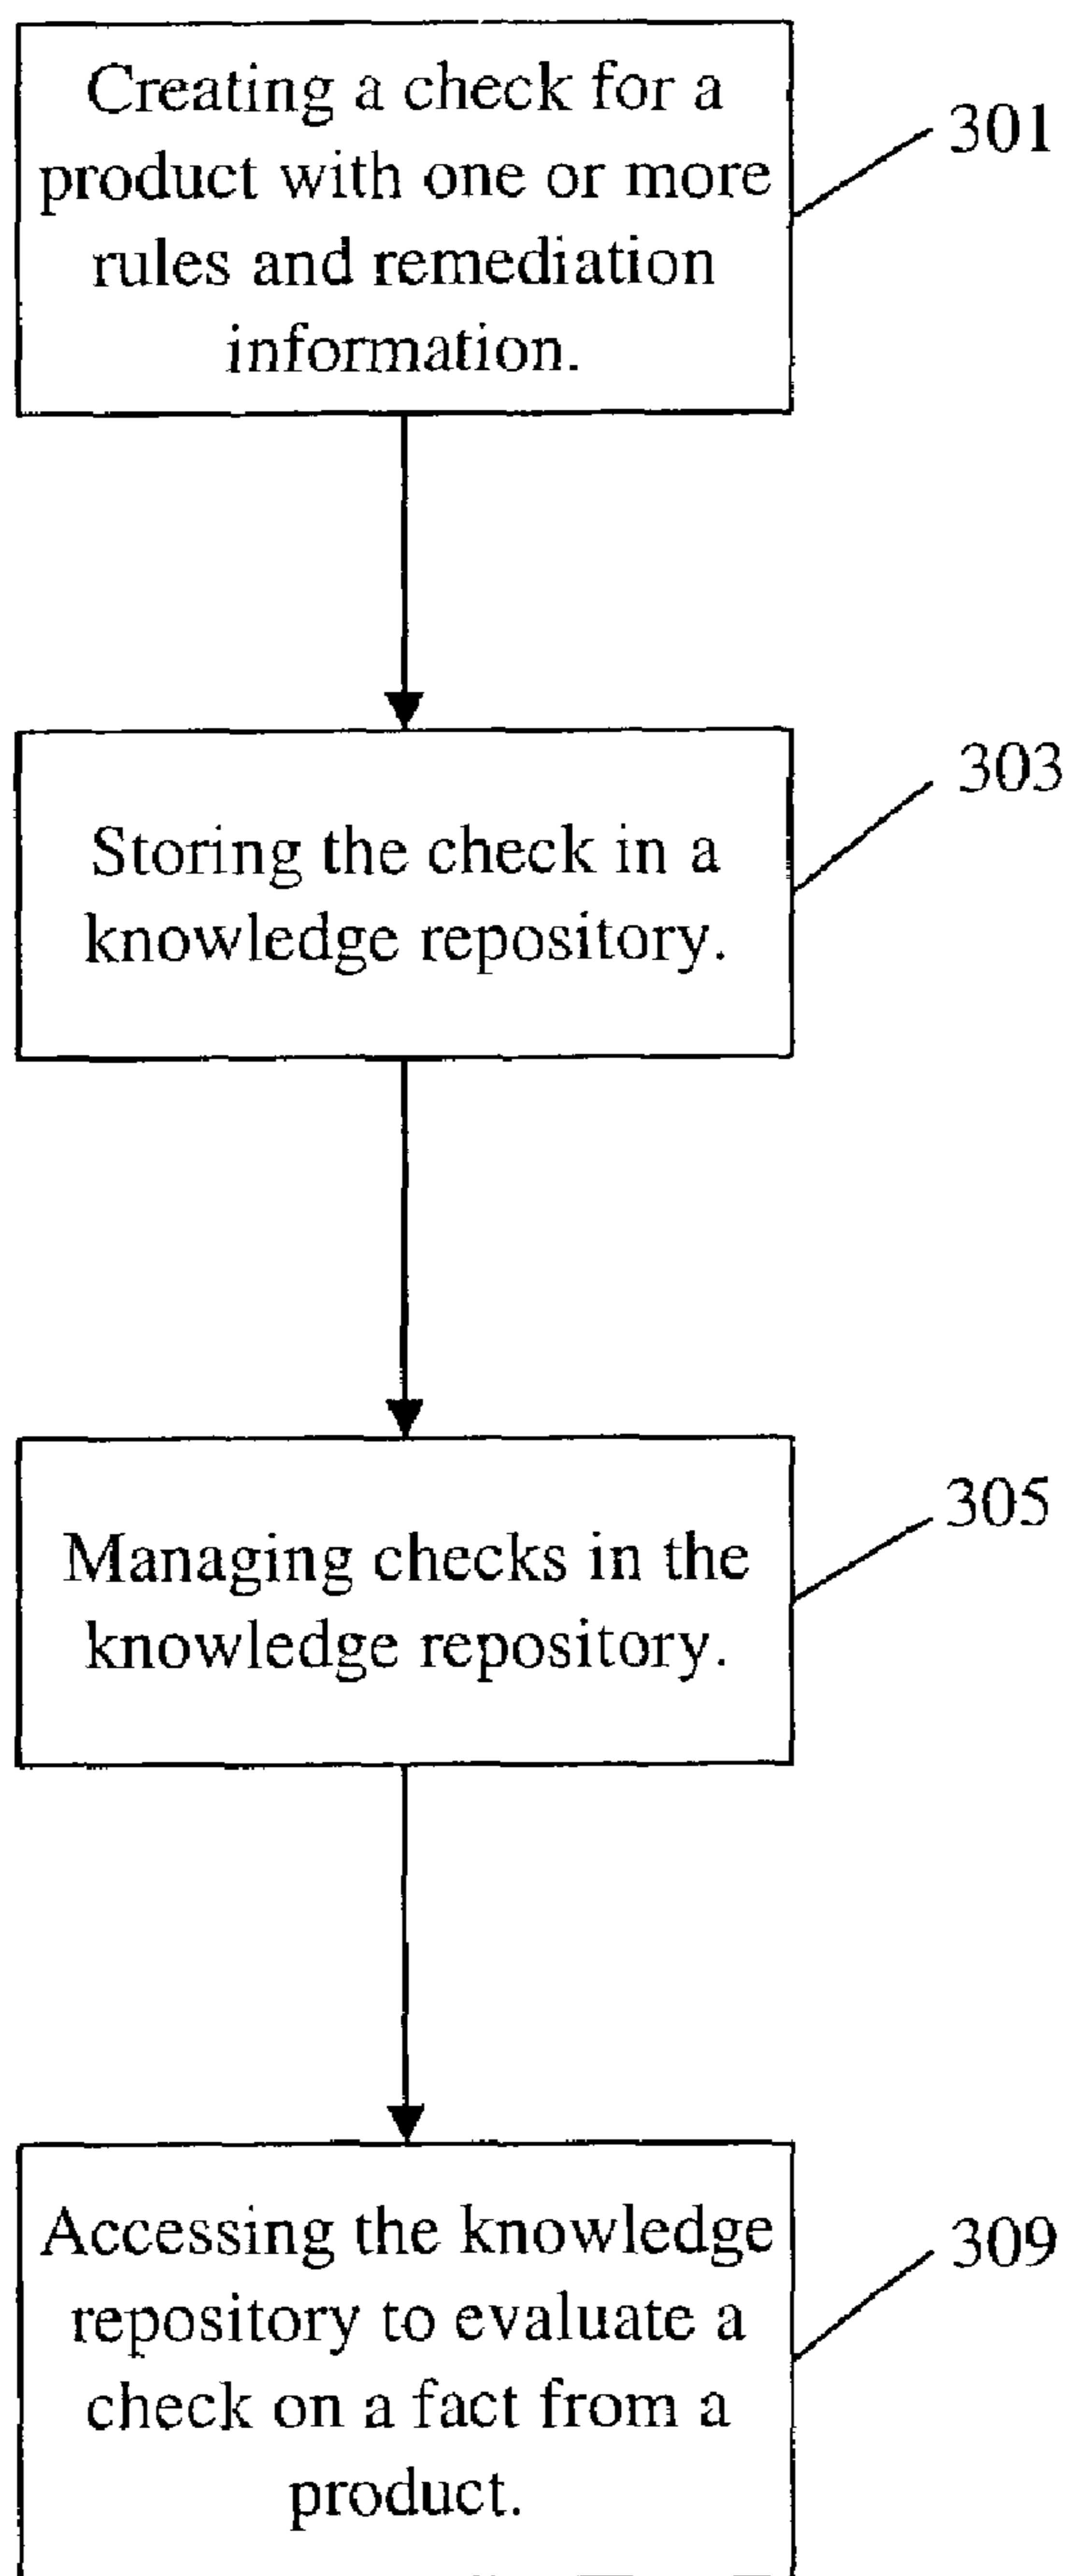 Creating a check for a
product with one or more
rules and remediation
information.
301
Storing the check in a
knowledge repository.
303
Managing checks in the
knowledge repository.
305
Accessing the knowledge
repository to evaluate a
check on a fact from a
product.
309